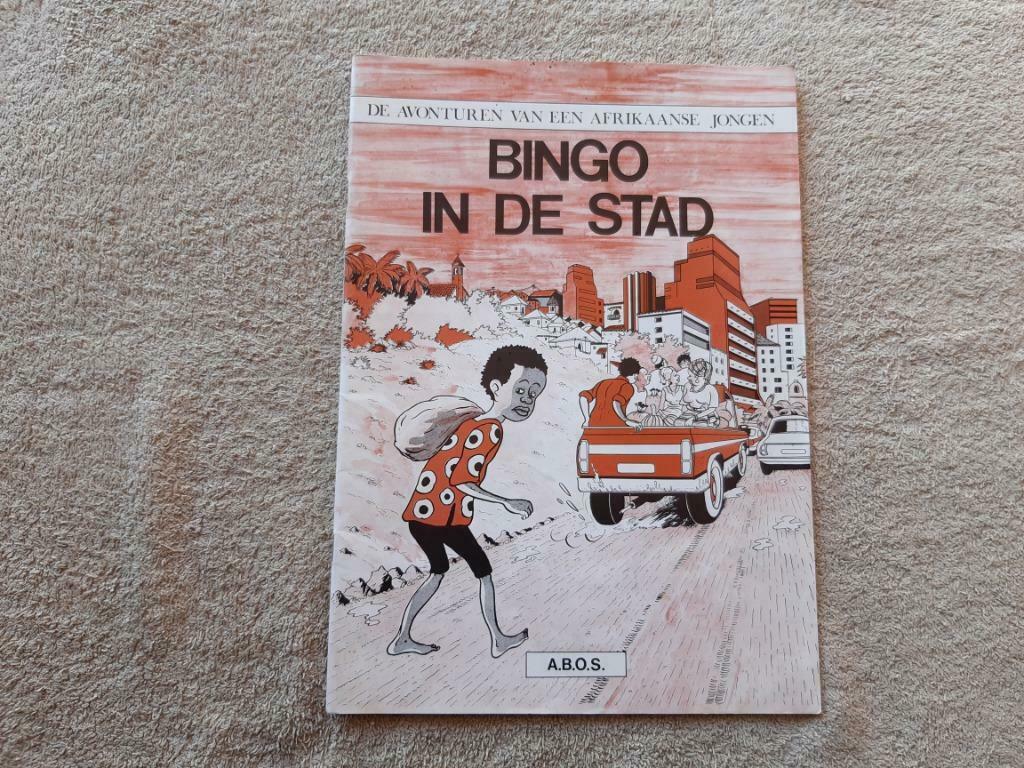 DE AVONTUREN VAN EEN AFRIKAANSE JONGEN
BINGO
IN DE STAD
A.B.O.S.